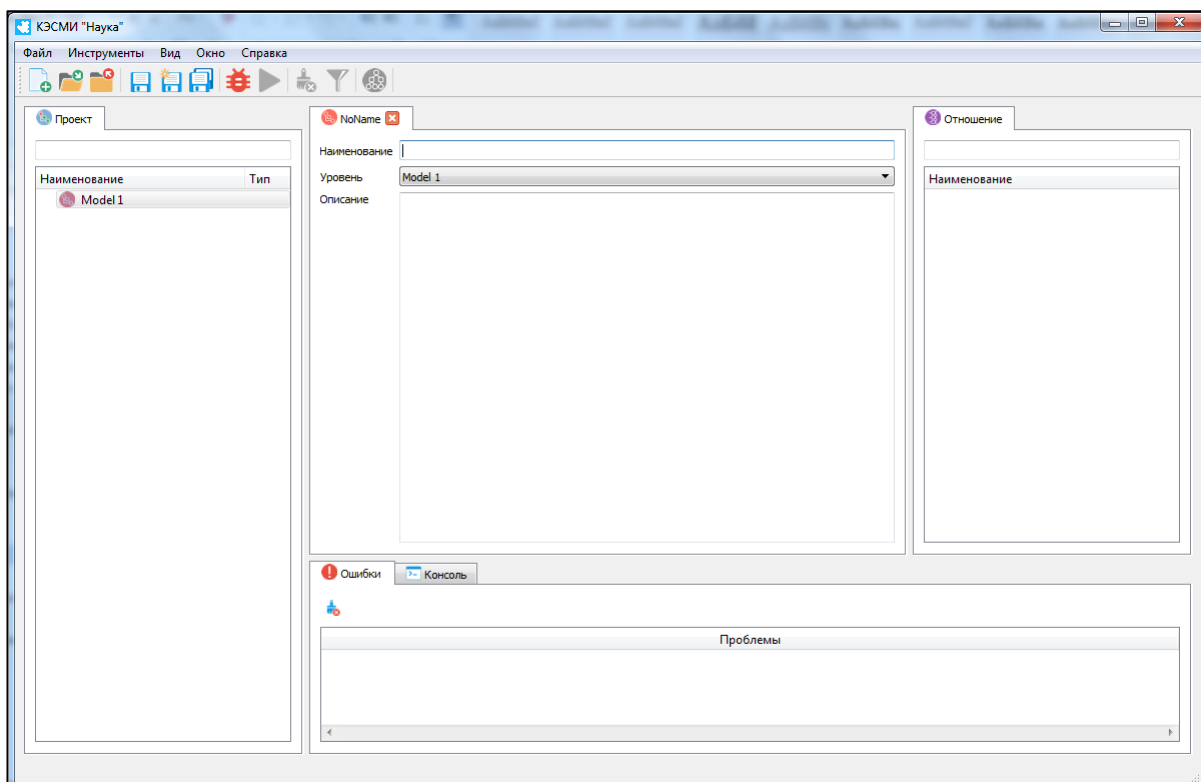 КЭСМИ "Наука"
Файл Инструменты Вид Окно Справка
Проект
Наименование Тип
Model 1
NoName
Наименование
Уровень Model 1
Описание
Отношение
Наименование
Ошибки Консоль
Проблемы